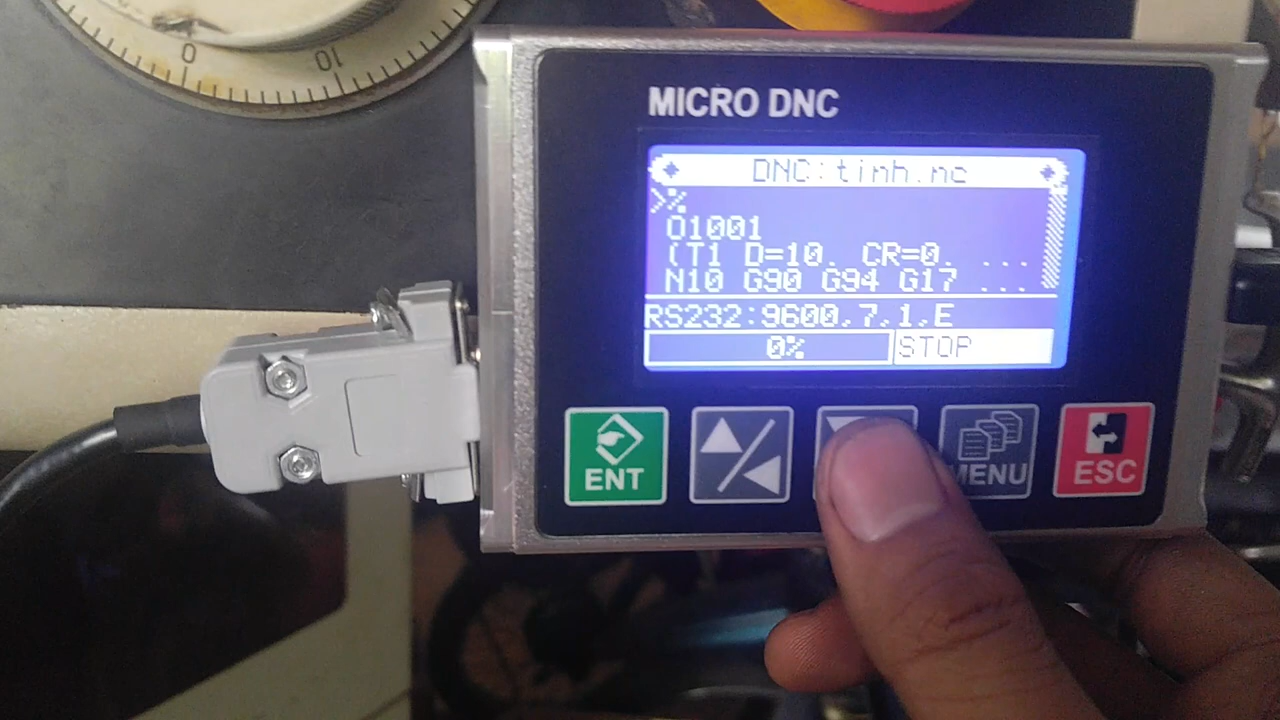 0
10
MICRO DNC
DNC:tinh.nc
>%
O1001
(T1 D=10. CR=0. ...
N10 G90 G94 G17 ...
RS232:9600,7,1,E
0% STOP
ENT
MENU
ESC